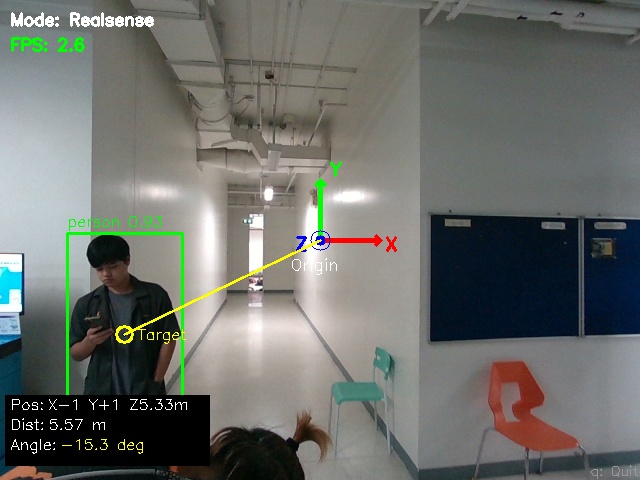 Mode: Realsense
FPS: 2.6
person 0.93
Y
Z
X
Origin
Target
Pos: X-1 Y+1 Z5.33m
Dist: 5.57 m
Angle: -15.3 deg
q: Quit